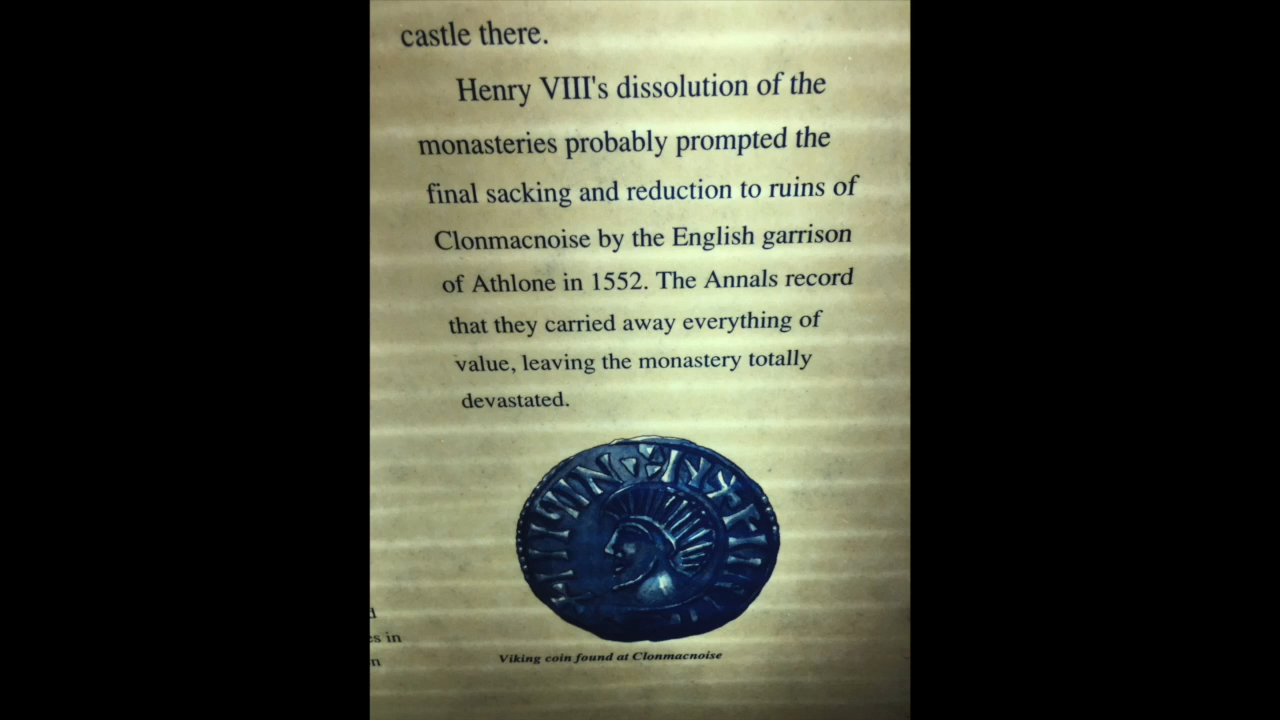 castle there.
Henry VIII's dissolution of the
monasteries probably prompted the
final sacking and reduction to ruins of
Clonmacnoise by the English garrison
of Athlone in 1552. The Annals record
that they carried away everything of
value, leaving the monastery totally
devastated.
in
Viking coin found at Clonmacnoise